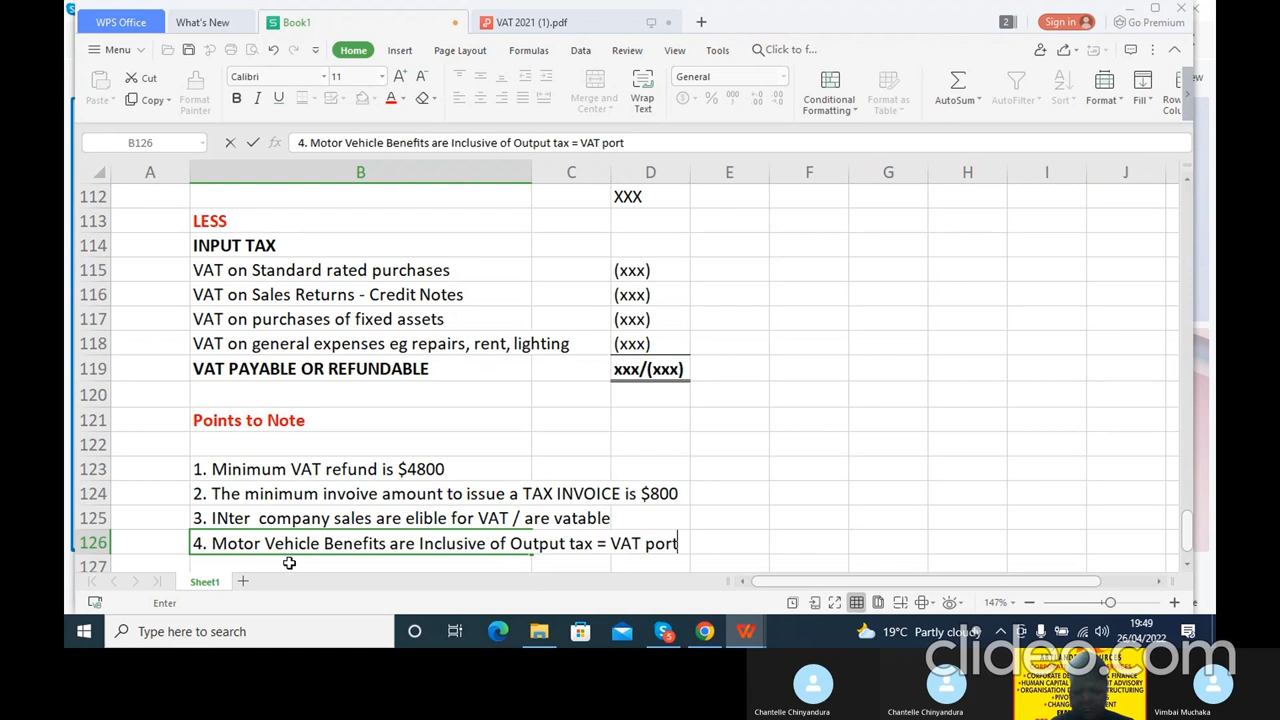 WPS Office
What's New
Book1
VAT 2021 (1).pdf
2
Sign in
Go Premium
Menu
Home
Insert
Page Layout
Formulas
Data
Review
View
Tools
Click to f...
Paste
Cut
Copy
Format Painter
Calibri
11
Merge and Center
Wrap Text
General
Conditional Formatting
Format as Table
AutoSum
AutoFilter
Sort
Format
Fill
Row Colu
B126
4. Motor Vehicle Benefits are Inclusive of Output tax = VAT port
A B C D E F G H I J
112 XXX
113 LESS
114 INPUT TAX
115 VAT on Standard rated purchases (xxx)
116 VAT on Sales Returns - Credit Notes (xxx)
117 VAT on purchases of fixed assets (xxx)
118 VAT on general expenses eg repairs, rent, lighting (xxx)
119 VAT PAYABLE OR REFUNDABLE xxx/(xxx)
120
121 Points to Note
122
123 1. Minimum VAT refund is $4800
124 2. The minimum invoive amount to issue a TAX INVOICE is $800
125 3. INter company sales are elible for VAT / are vatable
126 4. Motor Vehicle Benefits are Inclusive of Output tax = VAT port
127
Sheet1
Enter
147%
Type here to search
19°C Partly cloudy
19:49
26/04/2022
clideo.com
Chantelle Chinyandura
Chantelle Chinyandura
Vimbai Muchaka